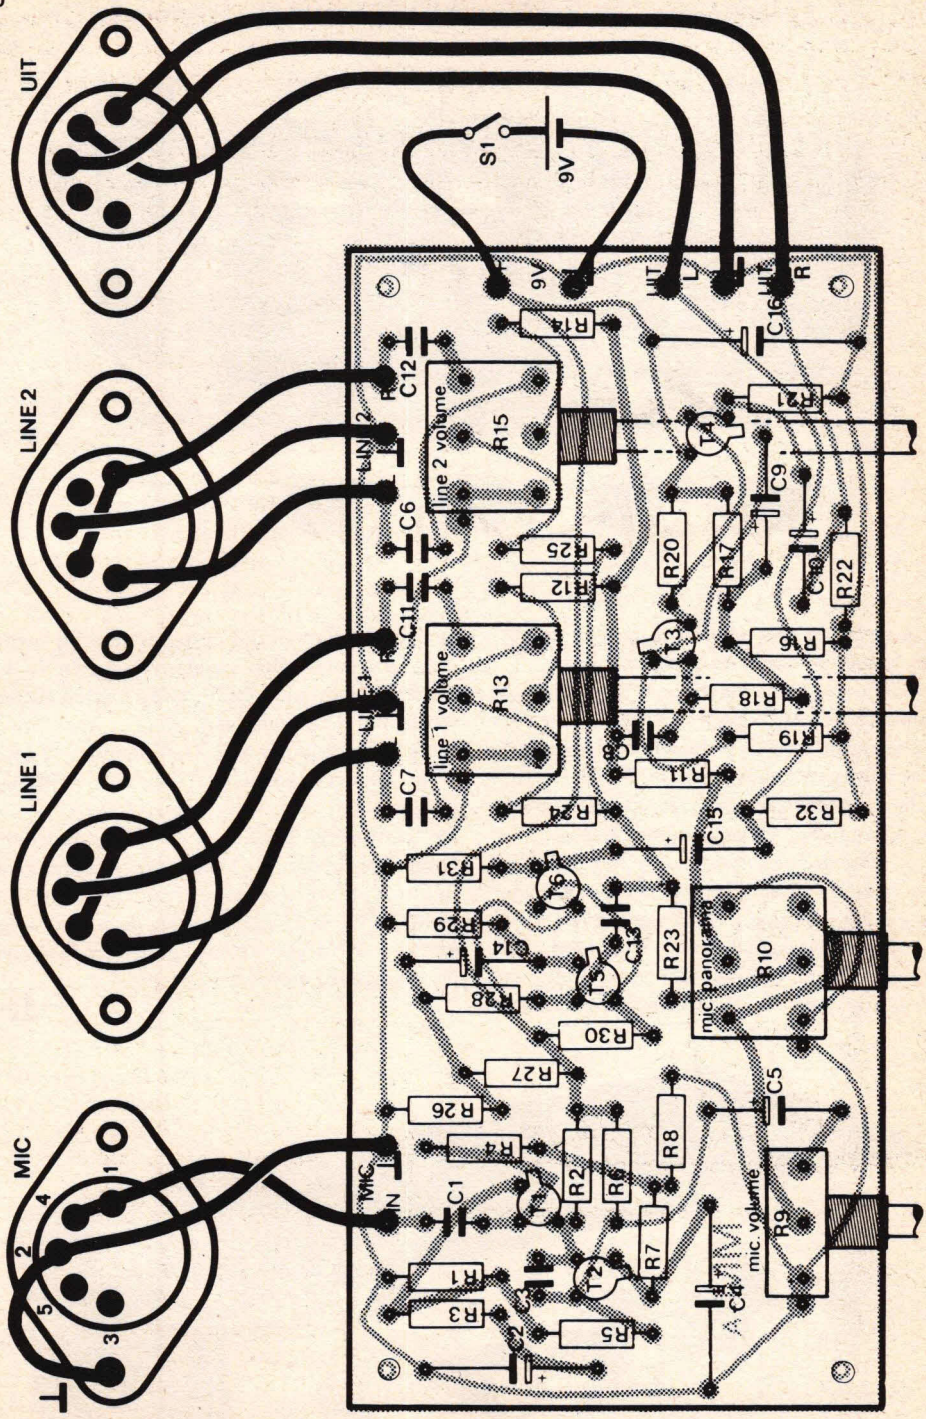 UIT
LINE 2
LINE 1
MIC
1
4
2
5
3
S1
9V
+
9V
UIT
L
UIT
R
R14
C16
+
C12
R
LINE 2
L
line 2 volume
R15
T4
R21
C9
+
C6
R25
R20
R17
C10
+
R22
C11
R12
R
LINE 1
L
line 1 volume
R13
T3
R16
R18
C8
R11
R19
C7
R24
C15
+
R32
R31
T6
R29
C14
+
C13
R23
mic. panorama
R10
R28
T5
R30
R27
R26
R4
R2
R6
R8
C5
+
MIC
IN
C1
T1
R7
mic. volume
R9
R1
R3
C3
T2
C4
+
AMM
C2
+
R5